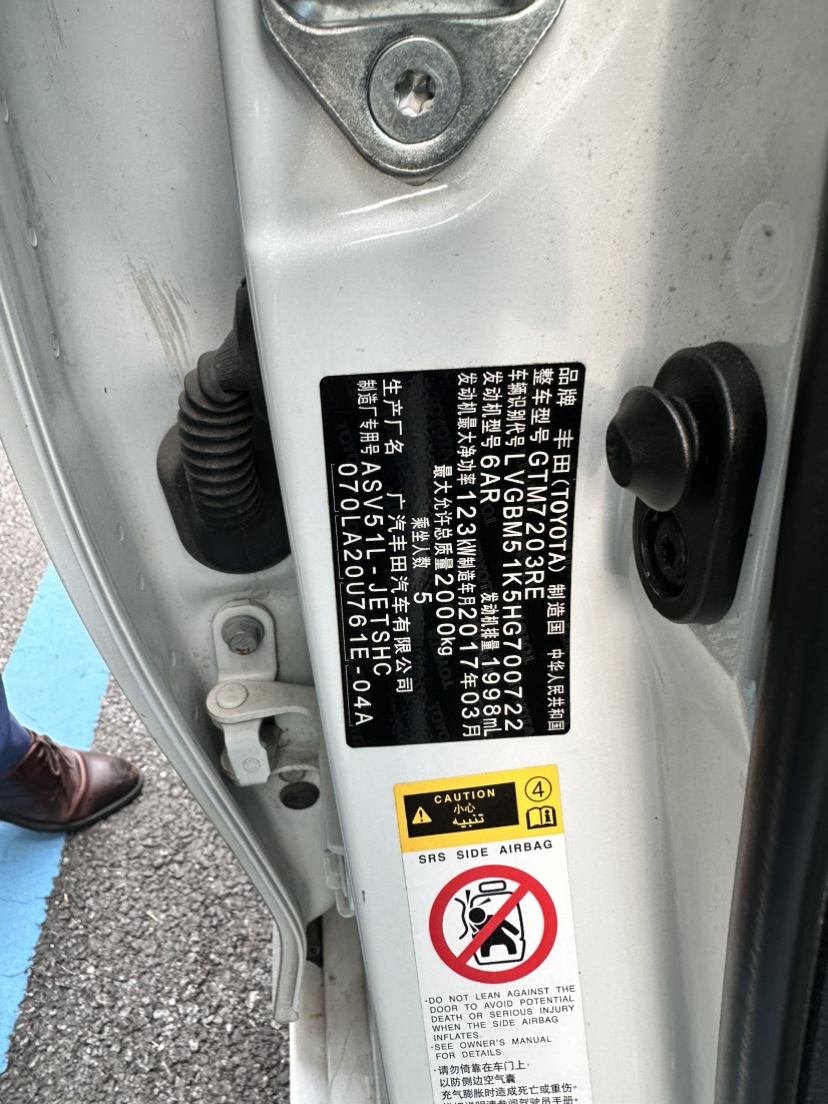 品牌 丰田(TOYOTA) 制造国 中华人民共和国
整车型号 GTM7203RE
车辆识别代号 LVGBM51K5HG700722
发动机型号 6AR 发动机排量 1998mL
发动机最大净功率 123kW 制造年月 2017年03月
最大允许总质量 2000kg
乘坐人数 5
生产厂名 广汽丰田汽车有限公司
制造厂专用号 ASV51L-JETSHC
070LA20U761E-04A
CAUTION
小心
تنبيه
4
SRS SIDE AIRBAG
·DO NOT LEAN AGAINST THE
DOOR TO AVOID POTENTIAL
DEATH OR SERIOUS INJURY
WHEN THE SIDE AIRBAG
INFLATES.
·SEE OWNER'S MANUAL
FOR DETAILS.
·请勿倚靠在车门上·
以防侧边空气囊
充气膨胀时造成死亡或重伤·